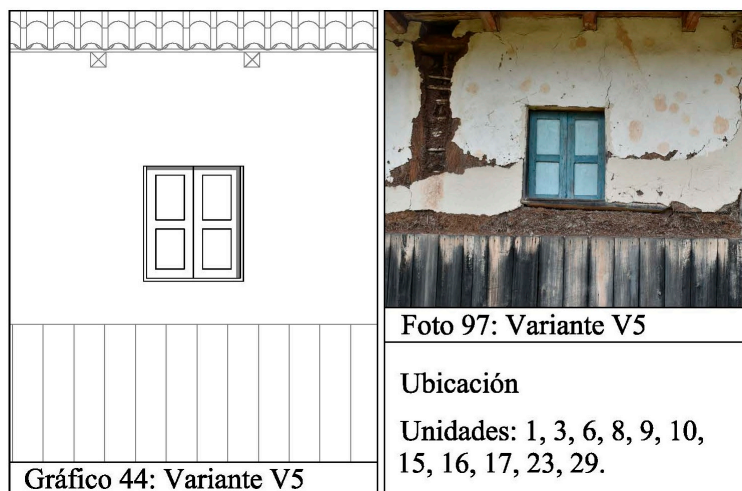 Gráfico 44: Variante V5
Foto 97: Variante V5
Ubicación
Unidades: 1, 3, 6, 8, 9, 10,
15, 16, 17, 23, 29.